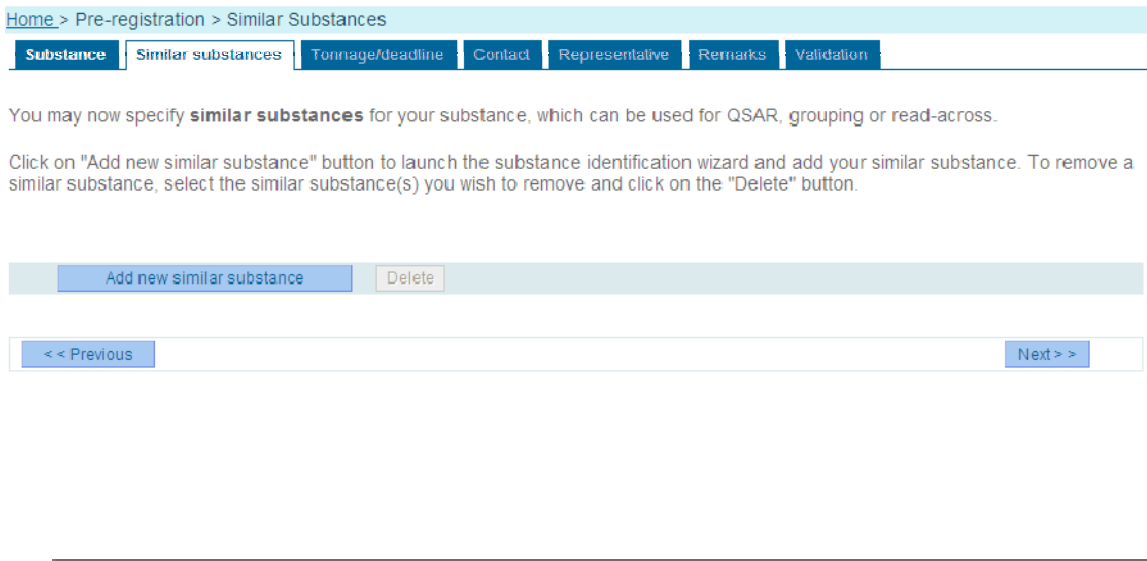 Home > Pre-registration > Similar Substances
Substance Similar substances Tonnage/deadline Contact Representative Remarks Validation
You may now specify similar substances for your substance, which can be used for QSAR, grouping or read-across.
Click on "Add new similar substance" button to launch the substance identification wizard and add your similar substance. To remove a
similar substance, select the similar substance(s) you wish to remove and click on the "Delete" button.
Add new similar substance Delete
< < Previous Next > >